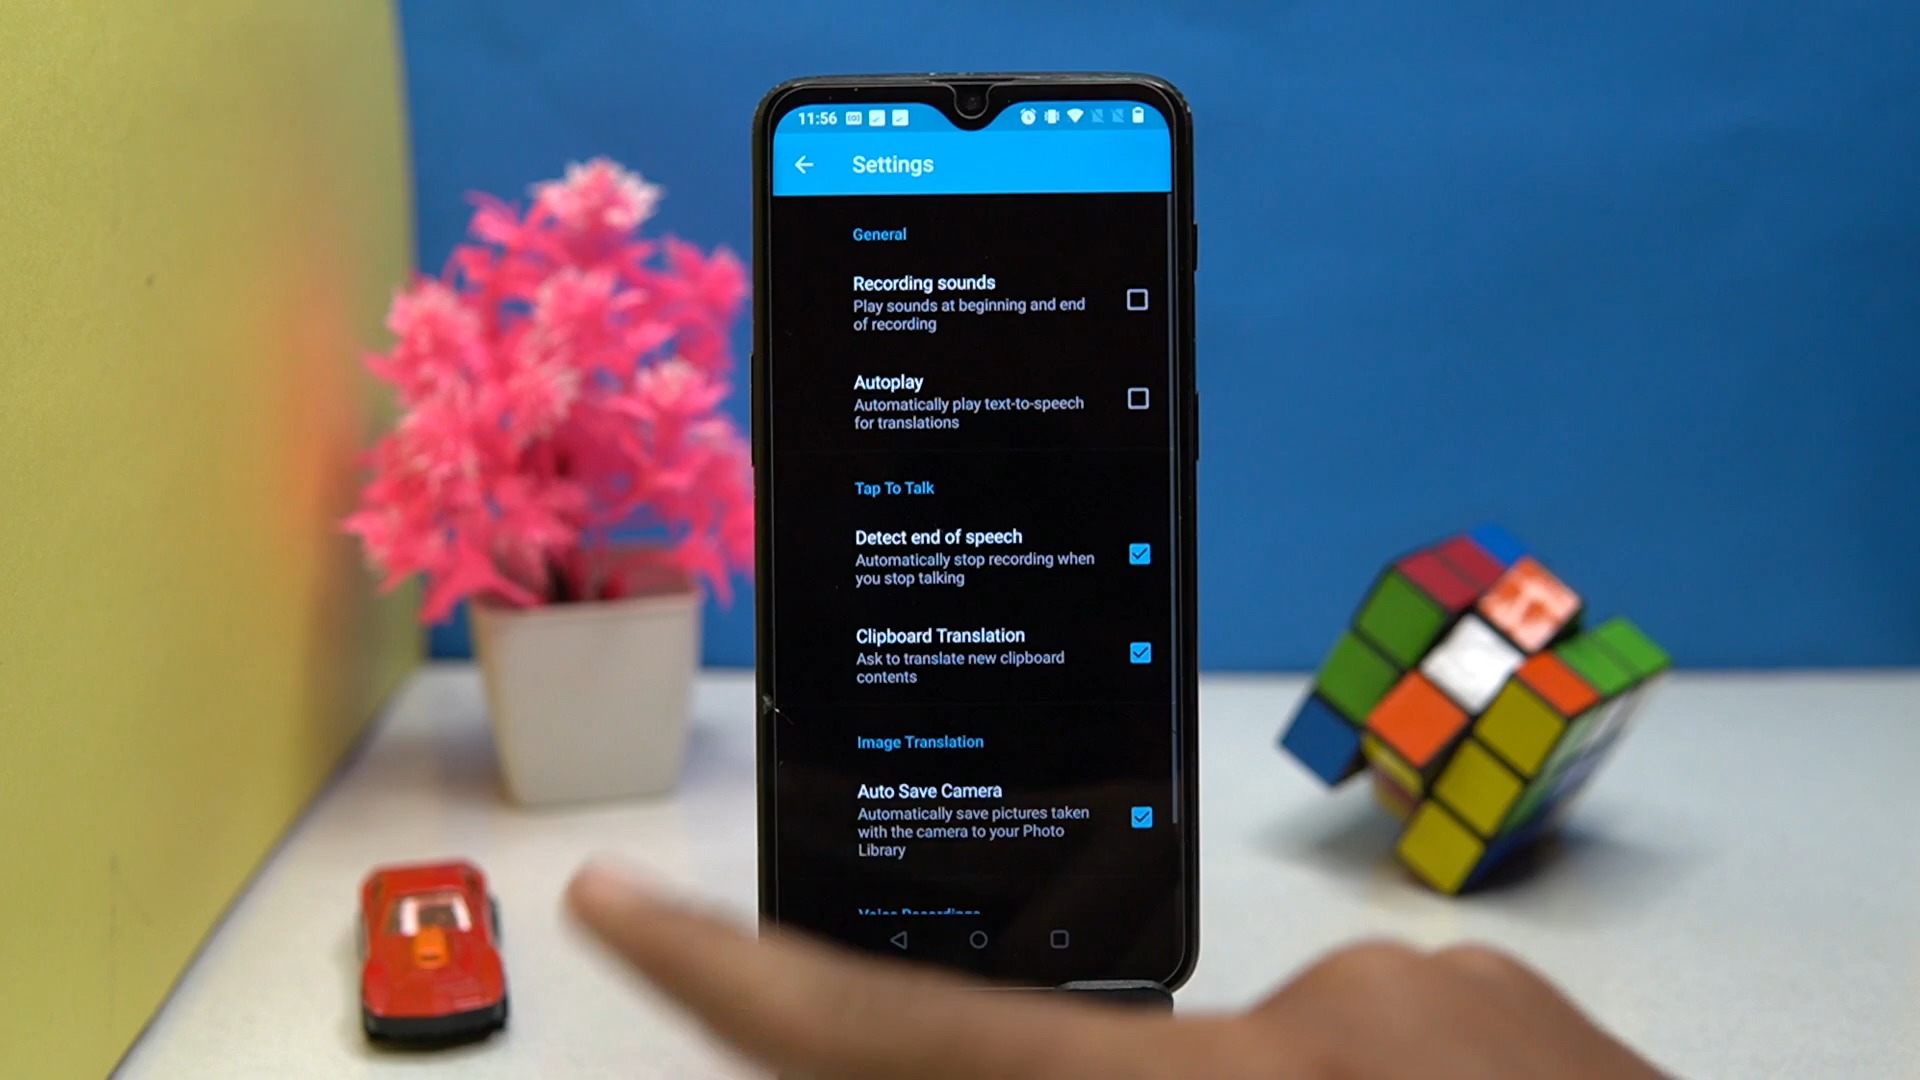 11:56
Settings
General
Recording sounds
Play sounds at beginning and end
of recording
Autoplay
Automatically play text-to-speech
for translations
Tap To Talk
Detect end of speech
Automatically stop recording when
you stop talking
Clipboard Translation
Ask to translate new clipboard
contents
Image Translation
Auto Save Camera
Automatically save pictures taken
with the camera to your Photo
Library
Voice Recordings